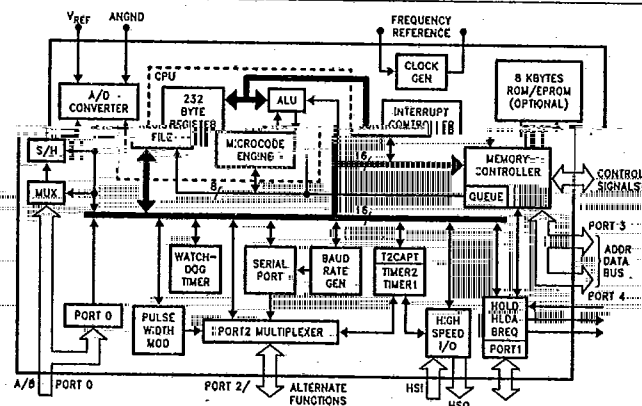 VREF
ANGND
FREQUENCY
REFERENCE
CPU
CLOCK
GEN
8 KBYTES
ROM/EPROM
(OPTIONAL)
A/D
CONVERTER
232
BYTE
REGISTER
FILE
ALU
MICROCODE
ENGINE
INTERRUPT
CONTROLLER
S/H
MUX
16
8
16
MEMORY
CONTROLLER
QUEUE
CONTROL
SIGNALS
PORT 3
ADDR
DATA
BUS
PORT 4
WATCH-
DOG
TIMER
SERIAL
PORT
BAUD
RATE
GEN
T2CAPT
TIMER2
TIMER1
PORT 0
PULSE
WIDTH
MOD
PORT2 MULTIPLEXER
HIGH
SPEED
I/O
HOLD
HLDA
BREQ
PORT1
PORT 0
PORT 2/
ALTERNATE
FUNCTIONS
HSI
HSO